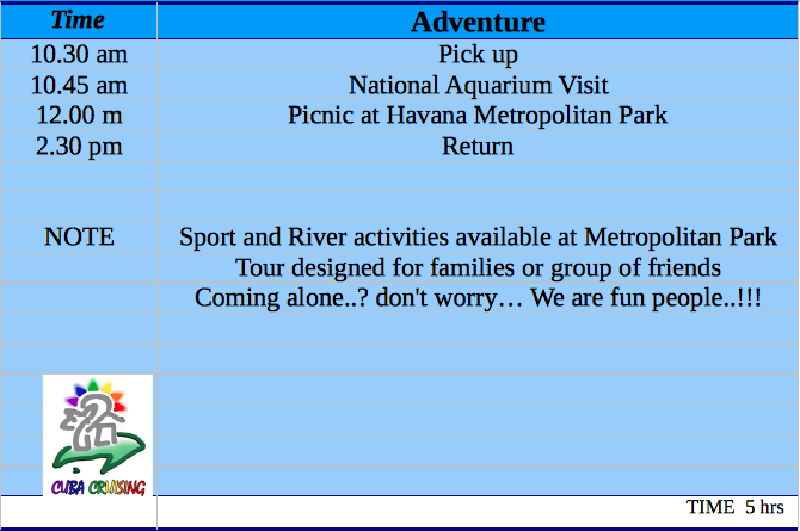 Time Adventure
10.30 am Pick up
10.45 am National Aquarium Visit
12.00 m Picnic at Havana Metropolitan Park
2.30 pm Return
NOTE Sport and River activities available at Metropolitan Park
Tour designed for families or group of friends
Coming alone..? don't worry… We are fun people..!!!
CUBA CRUISING
TIME 5 hrs